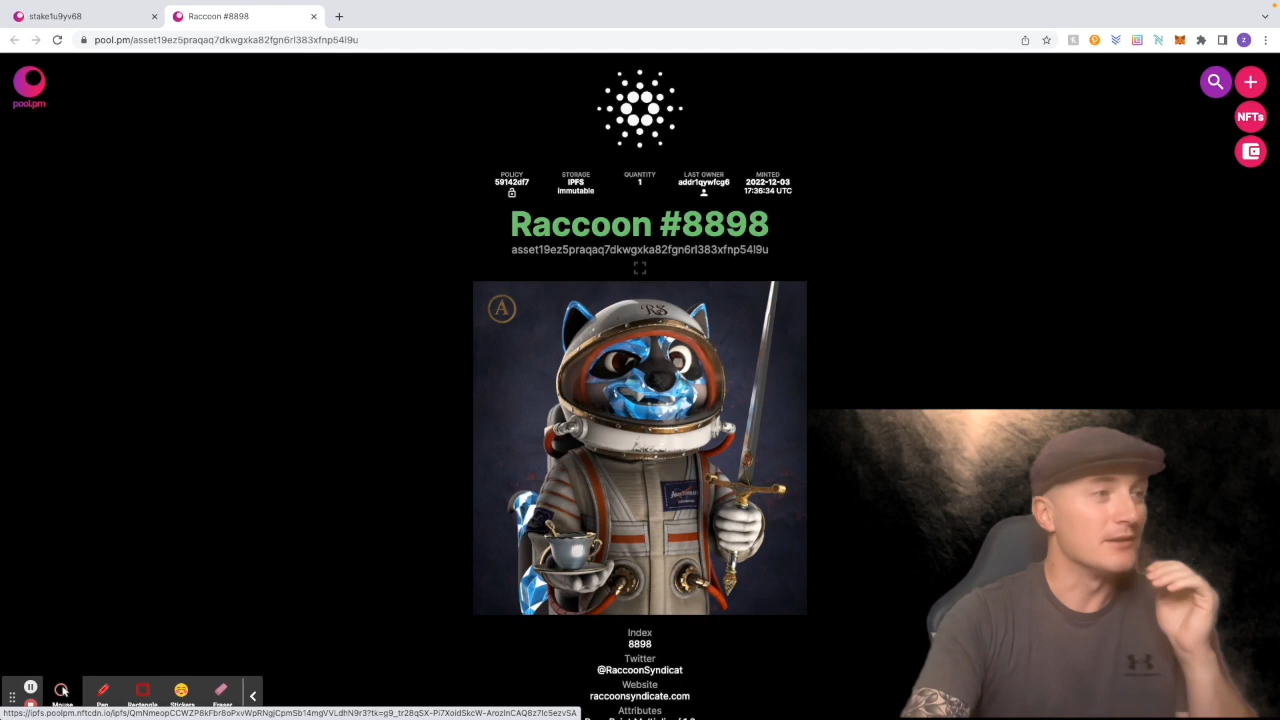 stake1u9yv68
Raccoon #8898
pool.pm/asset19ez5praqaq7dkwgxka82fgn6rl383xfnp54l9u
Z
pool.pm
NFTs
POLICY STORAGE QUANTITY LAST OWNER MINTED
59142df7 IPFS 1 addr1qywfcg6 2022-12-03
immutable 17:36:34 UTC
Raccoon #8898
asset19ez5praqaq7dkwgxka82fgn6rl383xfnp54l9u
A
RS
Index
8898
Twitter
@RaccoonSyndicat
Website
raccoonsyndicate.com
Attributes
Mouse Pen Rectangle Stickers Eraser